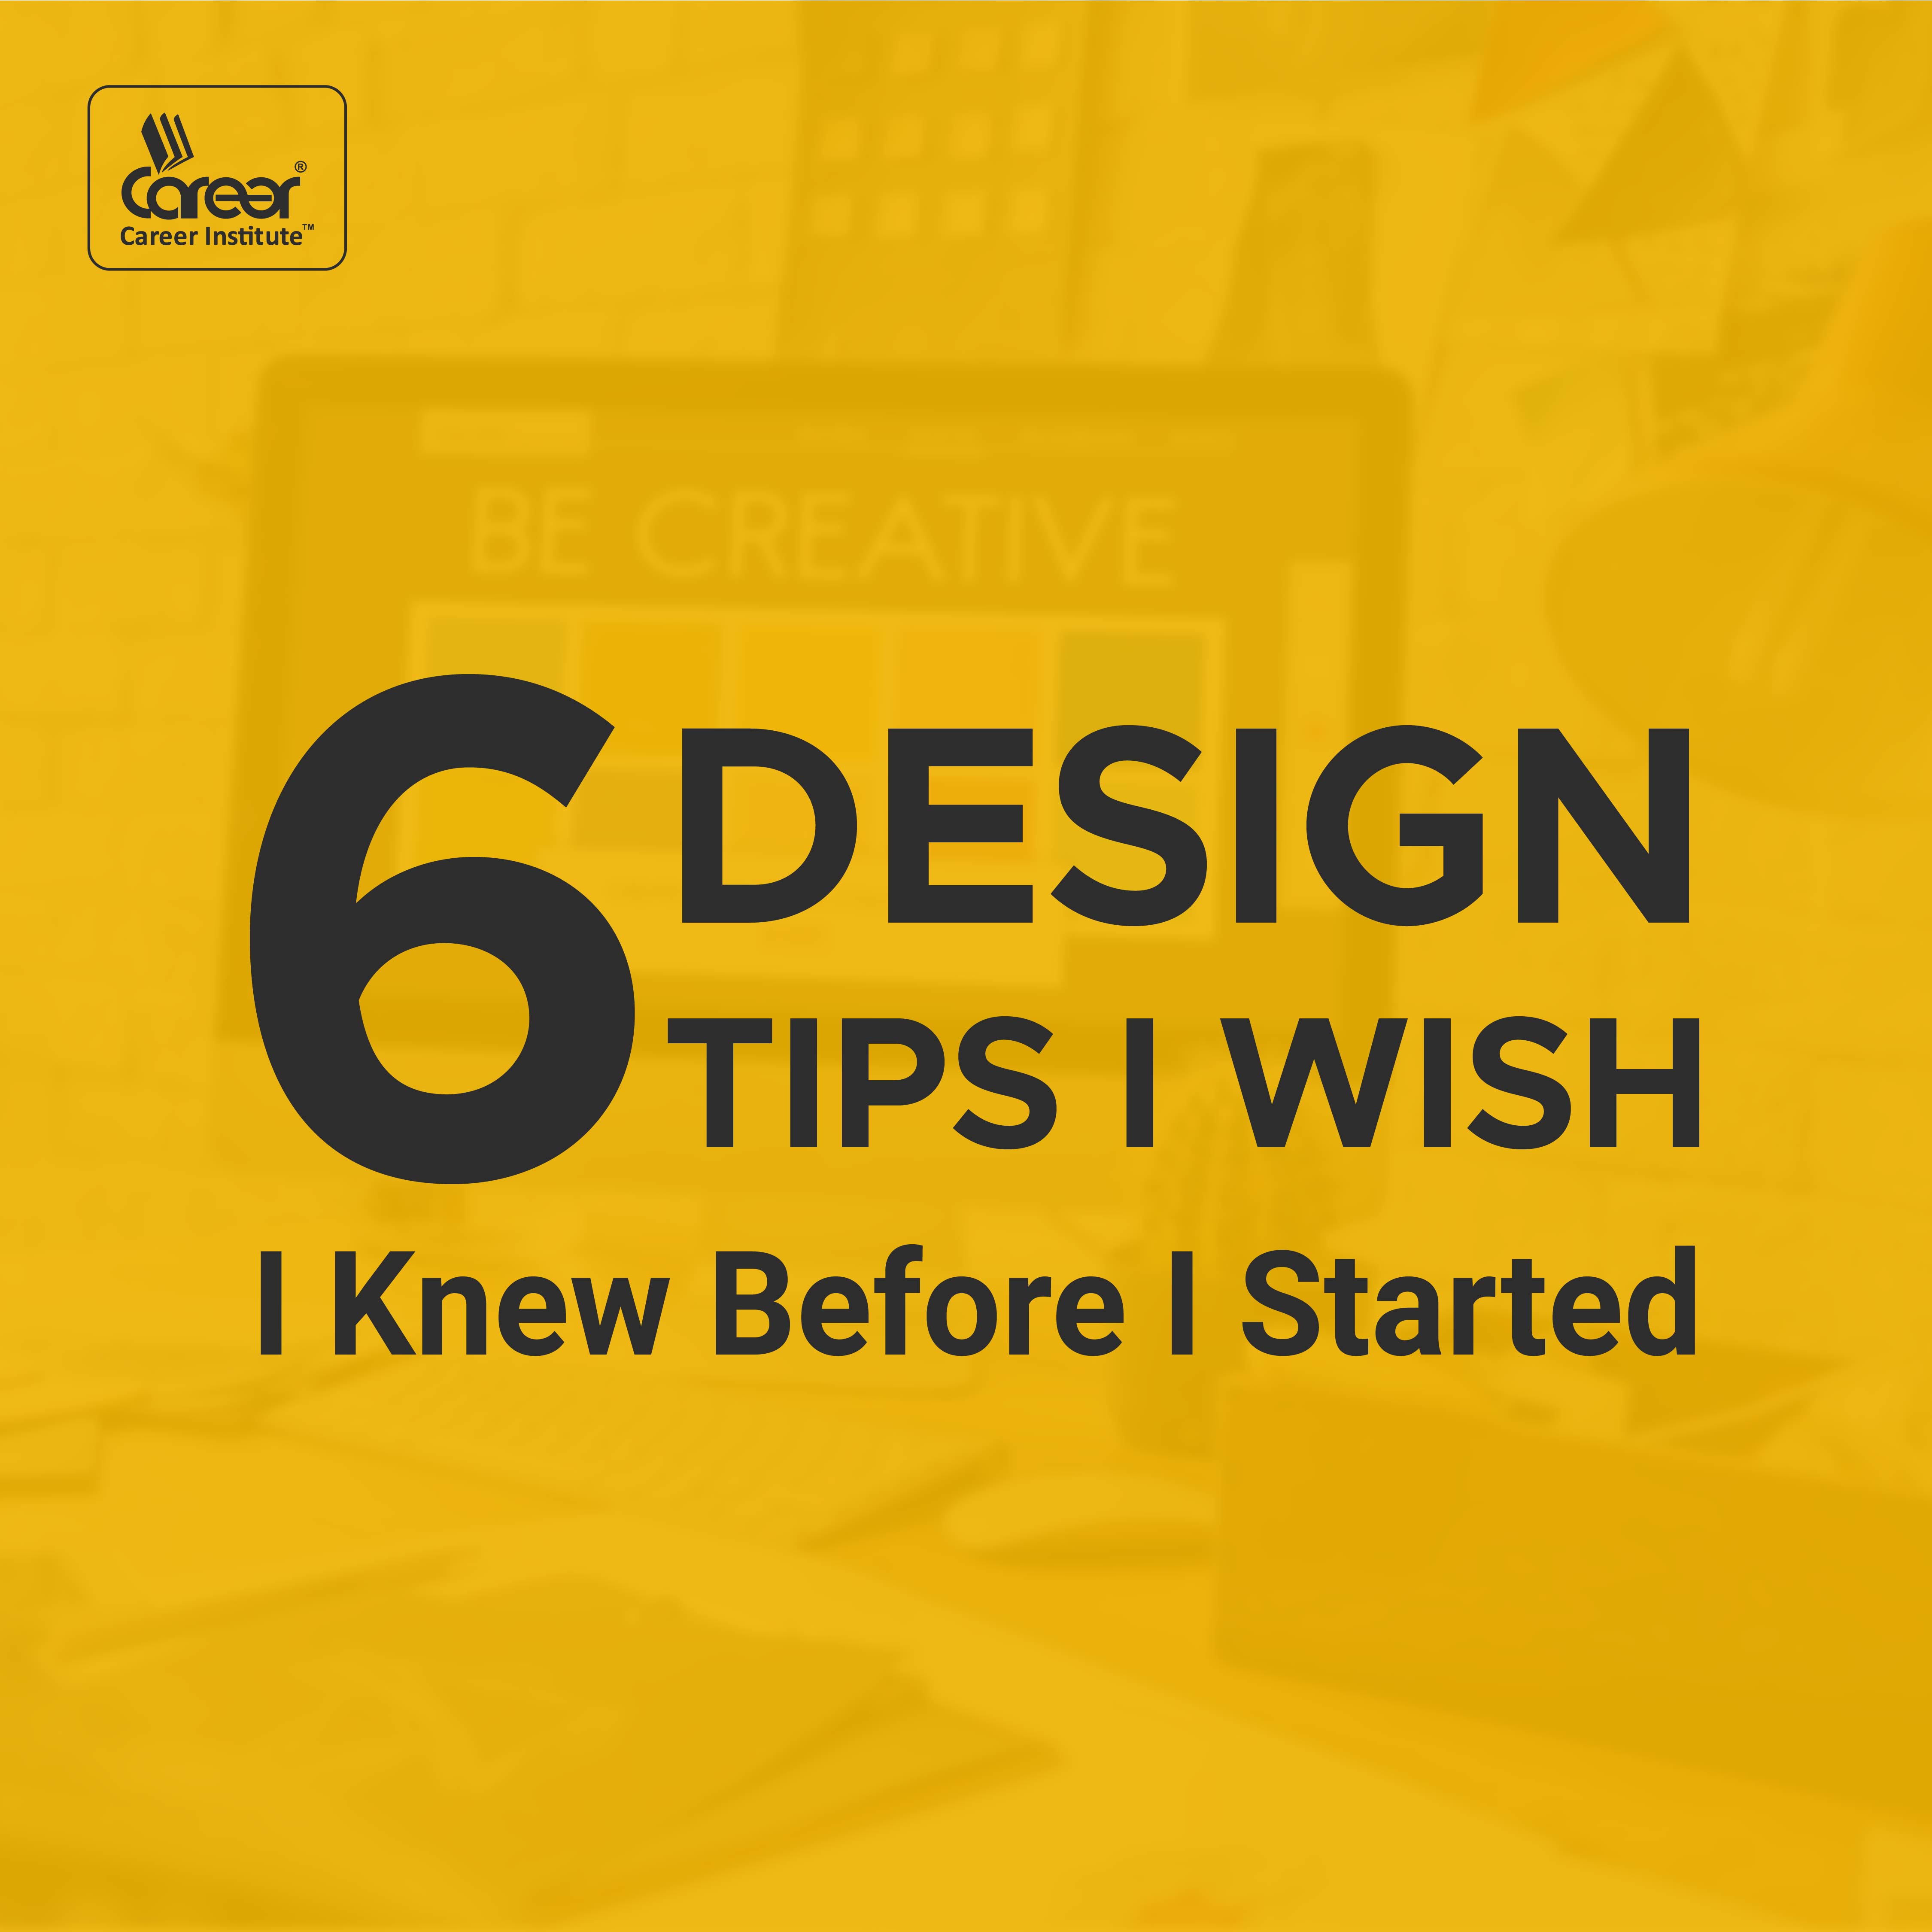 career®
Career Institute™
BE CREATIVE
6 DESIGN
TIPS I WISH
I Knew Before I Started